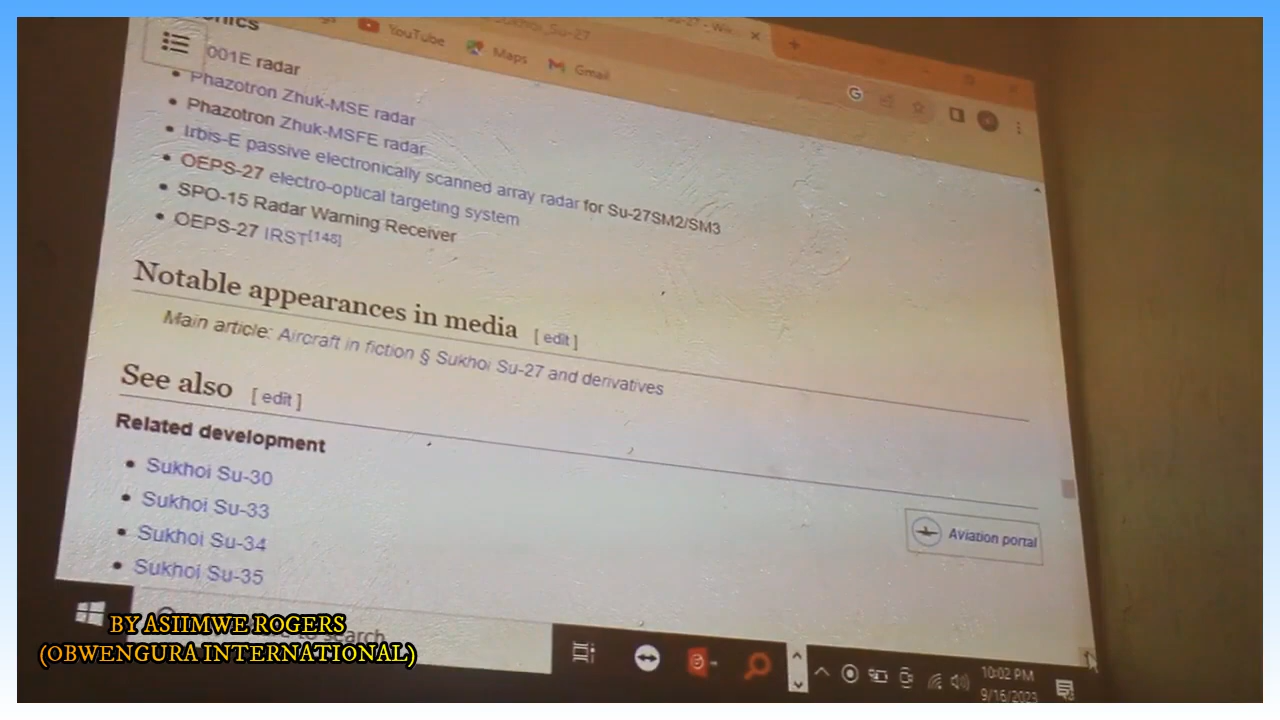 Sukhoi_Su-27
YouTube
Maps
Gmail
001E radar
Phazotron Zhuk-MSE radar
Phazotron Zhuk-MSFE radar
Irbis-E passive electronically scanned array radar for Su-27SM2/SM3
OEPS-27 electro-optical targeting system
SPO-15 Radar Warning Receiver
OEPS-27 IRST[146]
Notable appearances in media [ edit ]
Main article: Aircraft in fiction § Sukhoi Su-27 and derivatives
See also [ edit ]
Related development
Sukhoi Su-30
Sukhoi Su-33
Sukhoi Su-34
Sukhoi Su-35
Aviation portal
search
BY ASIIMWE ROGERS
(OBWENGURA INTERNATIONAL)
10:02 PM
9/16/2023